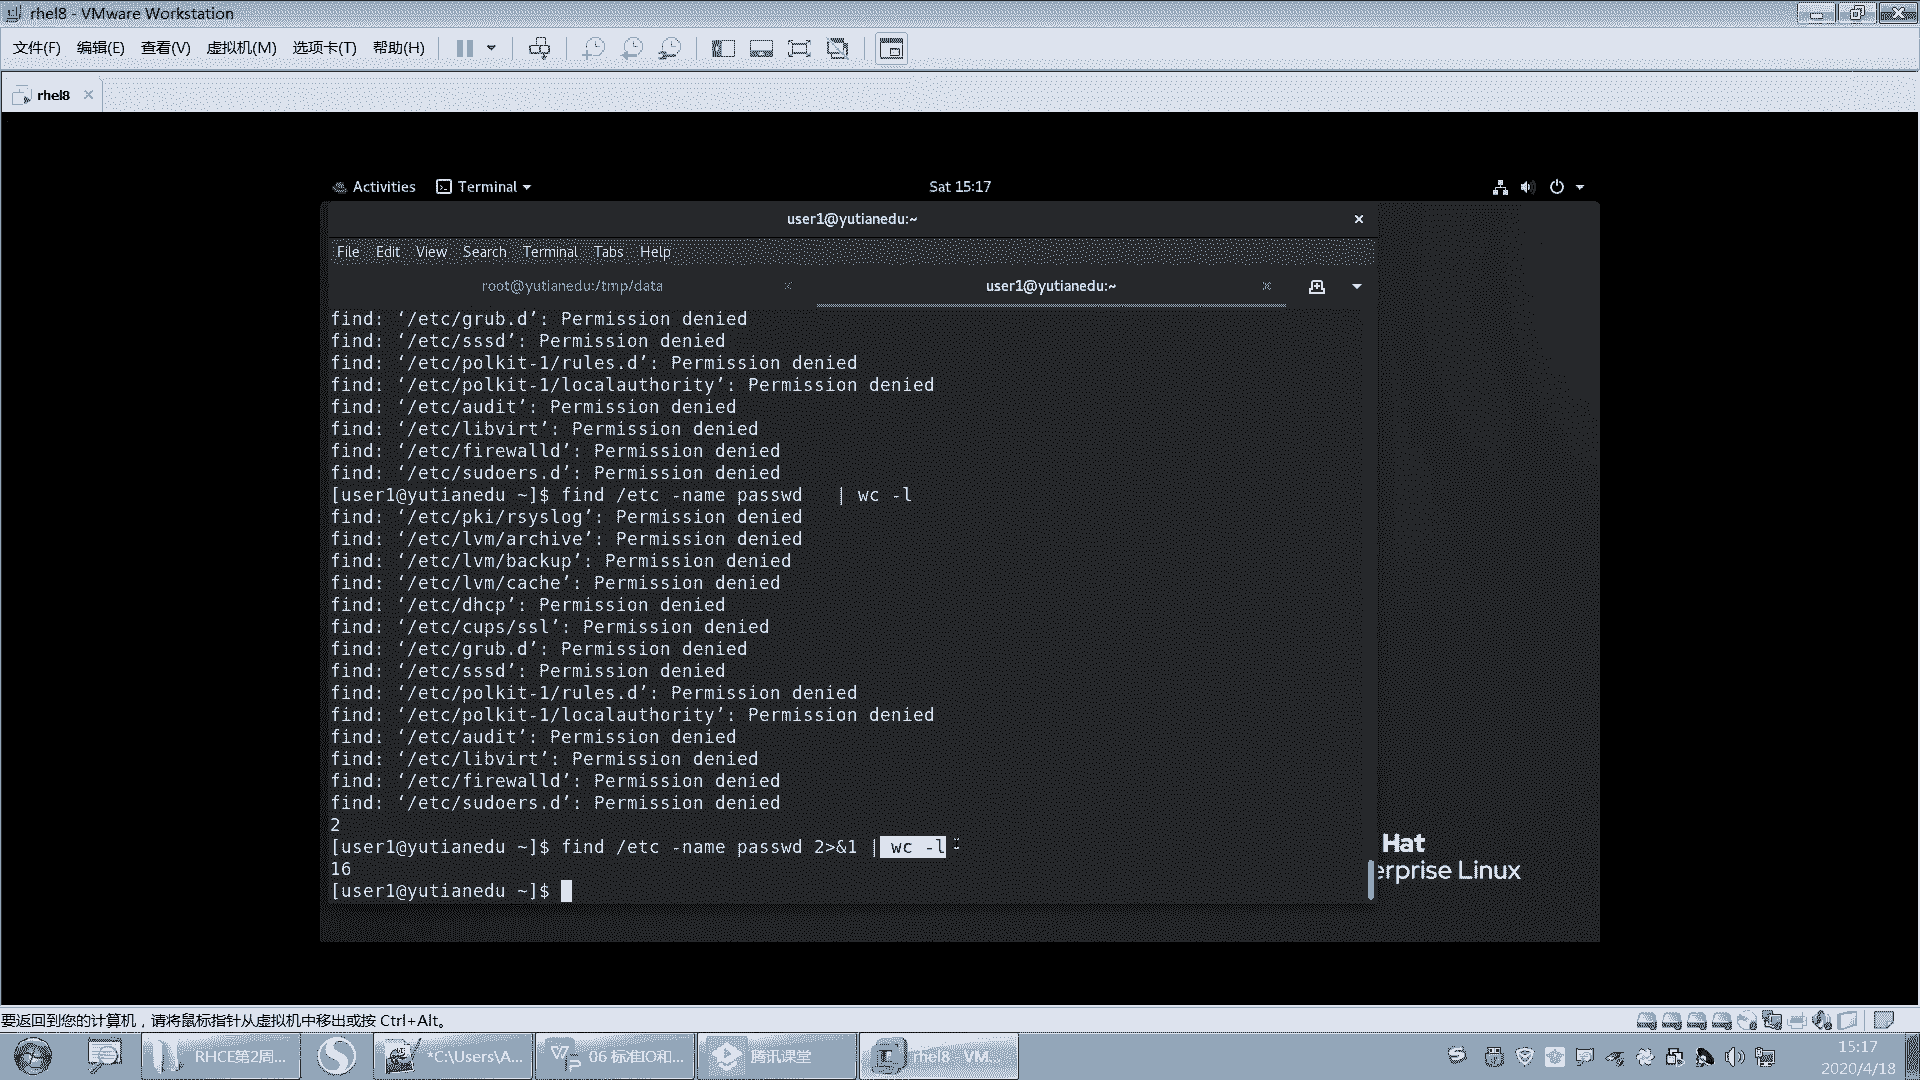 rhel8 - VMware Workstation
文件(F) 编辑(E) 查看(V) 虚拟机(M) 选项卡(T) 帮助(H)
rhel8
Activities Terminal Sat 15:17
user1@yutianedu:~
File Edit View Search Terminal Tabs Help
root@yutianedu:/tmp/data user1@yutianedu:~
find: ‘/etc/grub.d’: Permission denied
find: ‘/etc/sssd’: Permission denied
find: ‘/etc/polkit-1/rules.d’: Permission denied
find: ‘/etc/polkit-1/localauthority’: Permission denied
find: ‘/etc/audit’: Permission denied
find: ‘/etc/libvirt’: Permission denied
find: ‘/etc/firewalld’: Permission denied
find: ‘/etc/sudoers.d’: Permission denied
[user1@yutianedu ~]$ find /etc -name passwd   | wc -l
find: ‘/etc/pki/rsyslog’: Permission denied
find: ‘/etc/lvm/archive’: Permission denied
find: ‘/etc/lvm/backup’: Permission denied
find: ‘/etc/lvm/cache’: Permission denied
find: ‘/etc/dhcp’: Permission denied
find: ‘/etc/cups/ssl’: Permission denied
find: ‘/etc/grub.d’: Permission denied
find: ‘/etc/sssd’: Permission denied
find: ‘/etc/polkit-1/rules.d’: Permission denied
find: ‘/etc/polkit-1/localauthority’: Permission denied
find: ‘/etc/audit’: Permission denied
find: ‘/etc/libvirt’: Permission denied
find: ‘/etc/firewalld’: Permission denied
find: ‘/etc/sudoers.d’: Permission denied
2
[user1@yutianedu ~]$ find /etc -name passwd 2>&1 | wc -l
16
[user1@yutianedu ~]$
Hat
erprise Linux
要返回到您的计算机，请将鼠标指针从虚拟机中移出或按 Ctrl+Alt。
RHCE第2周... *C:\Users\A... 06 标准IO和... 腾讯课堂 rhel8 - VM... 15:17
2020/4/18